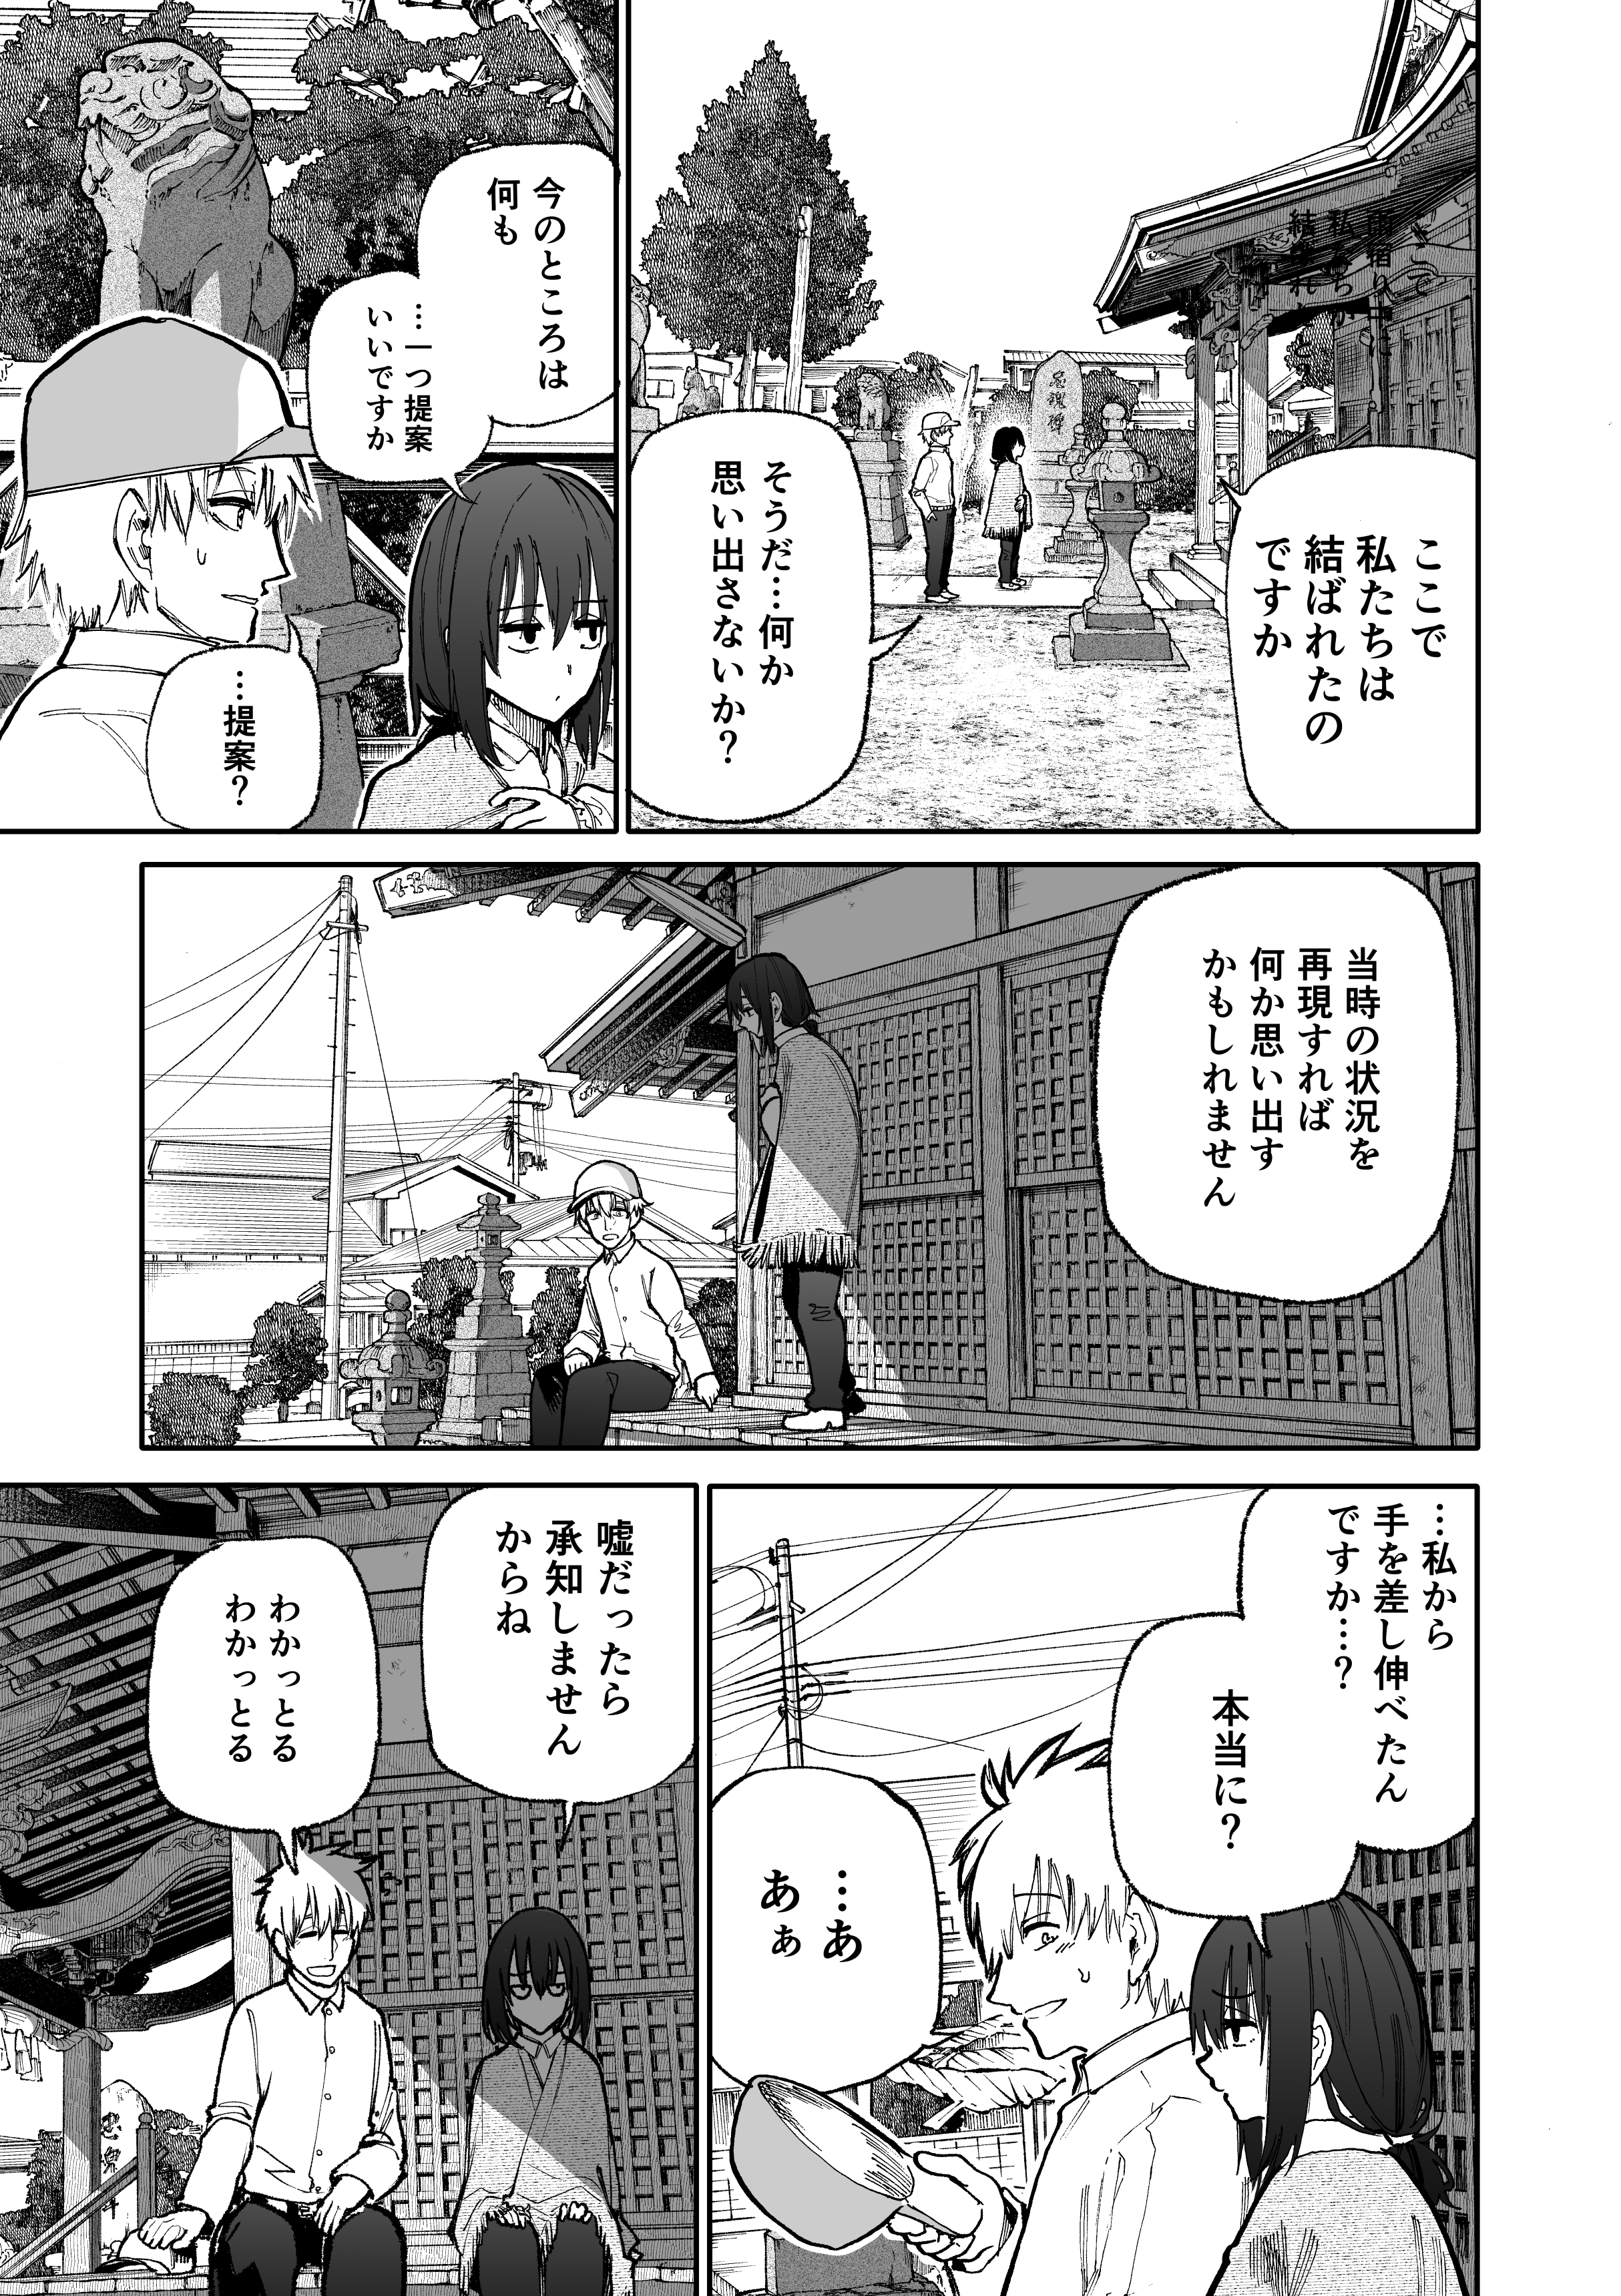 ここで
私たちは
結ばれたの
ですか
そうだ…何か
思い出さないか？
忠魂碑
今のところは
何も
…一つ提案
いいですか
…提案？
当時の状況を
再現すれば
何か思い出す
かもしれません
…私から
手を差し伸べたん
ですか…？
本当に？
…あ
あぁ
嘘だったら
承知しません
からね
わかっとる
わかっとる